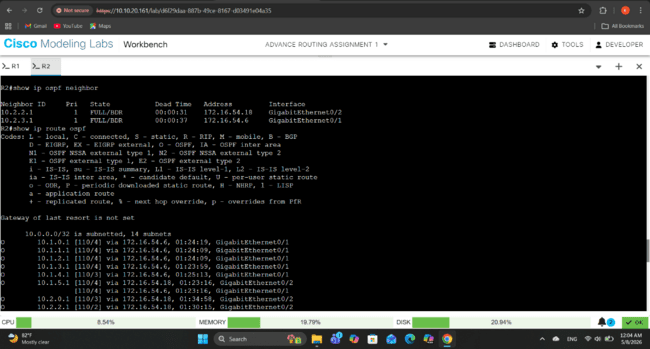 Not secure https://10.10.20.161/lab/d6f29daa-887b-49ce-8167-d03491e04a35
Gmail YouTube Maps All Bookmarks
Cisco Modeling Labs Workbench ADVANCE ROUTING ASSIGNMENT 1 DASHBOARD TOOLS DEVELOPER
R1 R2
R2#show ip ospf neighbor
Neighbor ID Pri State Dead Time Address Interface
10.2.2.1 1 FULL/BDR 00:00:31 172.16.54.18 GigabitEthernet0/2
10.2.3.1 1 FULL/BDR 00:00:37 172.16.54.6 GigabitEthernet0/1
R2#show ip route ospf
Codes: L - local, C - connected, S - static, R - RIP, M - mobile, B - BGP
D - EIGRP, EX - EIGRP external, O - OSPF, IA - OSPF inter area
N1 - OSPF NSSA external type 1, N2 - OSPF NSSA external type 2
E1 - OSPF external type 1, E2 - OSPF external type 2
i - IS-IS, su - IS-IS summary, L1 - IS-IS level-1, L2 - IS-IS level-2
ia - IS-IS inter area, * - candidate default, U - per-user static route
o - ODR, P - periodic downloaded static route, H - NHRP, l - LISP
a - application route
+ - replicated route, % - next hop override, p - overrides from PfR
Gateway of last resort is not set
10.0.0.0/32 is subnetted, 14 subnets
O 10.1.0.1 [110/4] via 172.16.54.6, 01:24:19, GigabitEthernet0/1
O 10.1.1.1 [110/4] via 172.16.54.6, 01:24:09, GigabitEthernet0/1
O 10.1.2.1 [110/4] via 172.16.54.6, 01:24:09, GigabitEthernet0/1
O 10.1.3.1 [110/4] via 172.16.54.6, 01:23:59, GigabitEthernet0/1
O 10.1.4.1 [110/3] via 172.16.54.6, 01:25:13, GigabitEthernet0/1
O 10.1.5.1 [110/4] via 172.16.54.18, 01:23:16, GigabitEthernet0/2
[110/4] via 172.16.54.6, 01:23:16, GigabitEthernet0/1
O 10.2.0.1 [110/3] via 172.16.54.18, 01:34:58, GigabitEthernet0/2
O 10.2.2.1 [110/2] via 172.16.54.18, 01:30:15, GigabitEthernet0/2
CPU 8.54% MEMORY 19.79% DISK 20.94% 2 OK
82°F
Mostly clear
Search
ENG
12:04 AM
5/8/2026